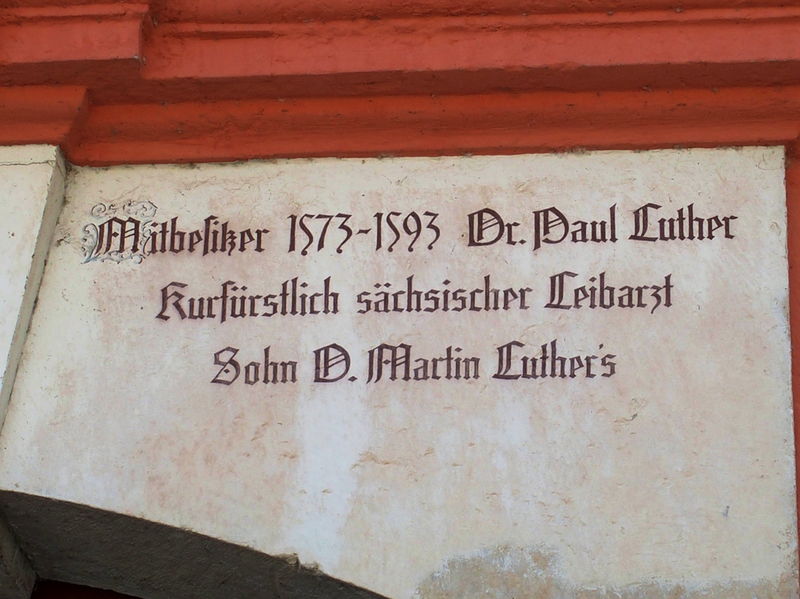 Mitbesitzer 1573-1593 Dr. Paul Luther
Kurfürstlich sächsischer Leibarzt
Sohn D. Martin Luther's